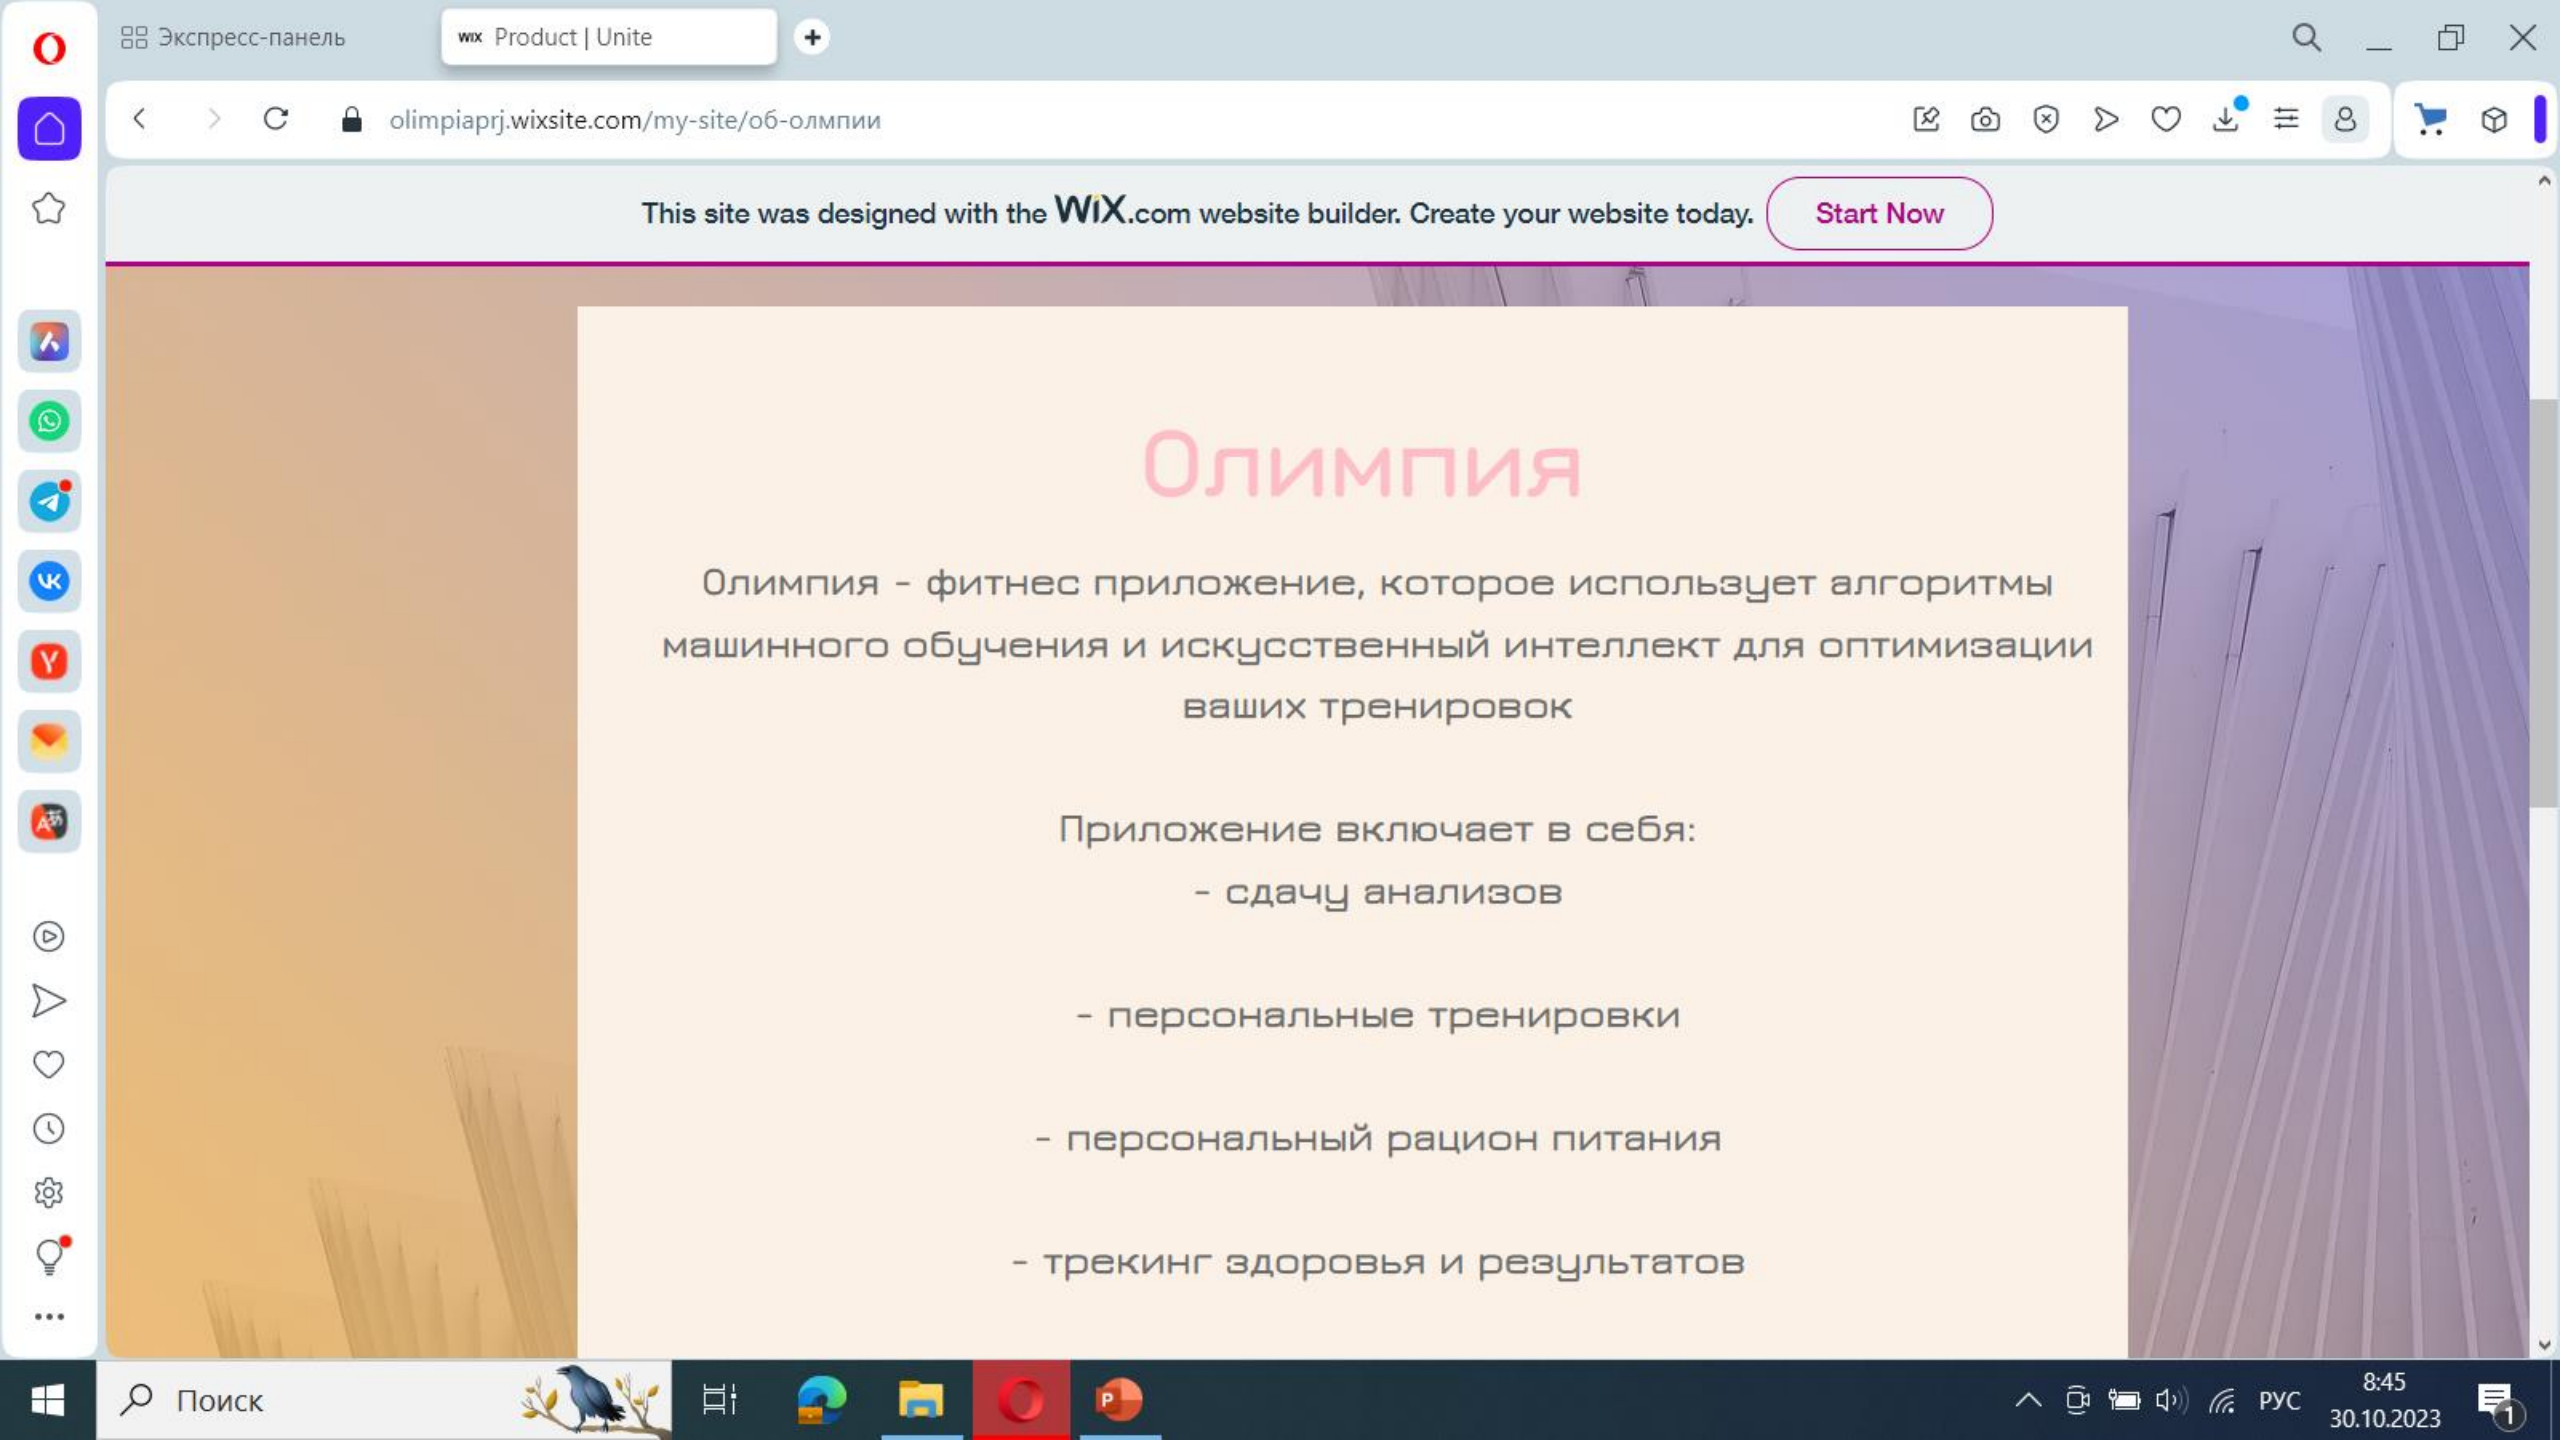 Экспресс-панель
WIX Product | Unite
olimpiaprj.wixsite.com/my-site/об-олмпии
This site was designed with the WiX.com website builder. Create your website today. Start Now
Олимпия
Олимпия - фитнес приложение, которое использует алгоритмы
машинного обучения и искусственный интеллект для оптимизации
ваших тренировок
Приложение включает в себя:
- сдачу анализов
- персональные тренировки
- персональный рацион питания
- трекинг здоровья и результатов
Поиск
РУС
8:45
30.10.2023
1